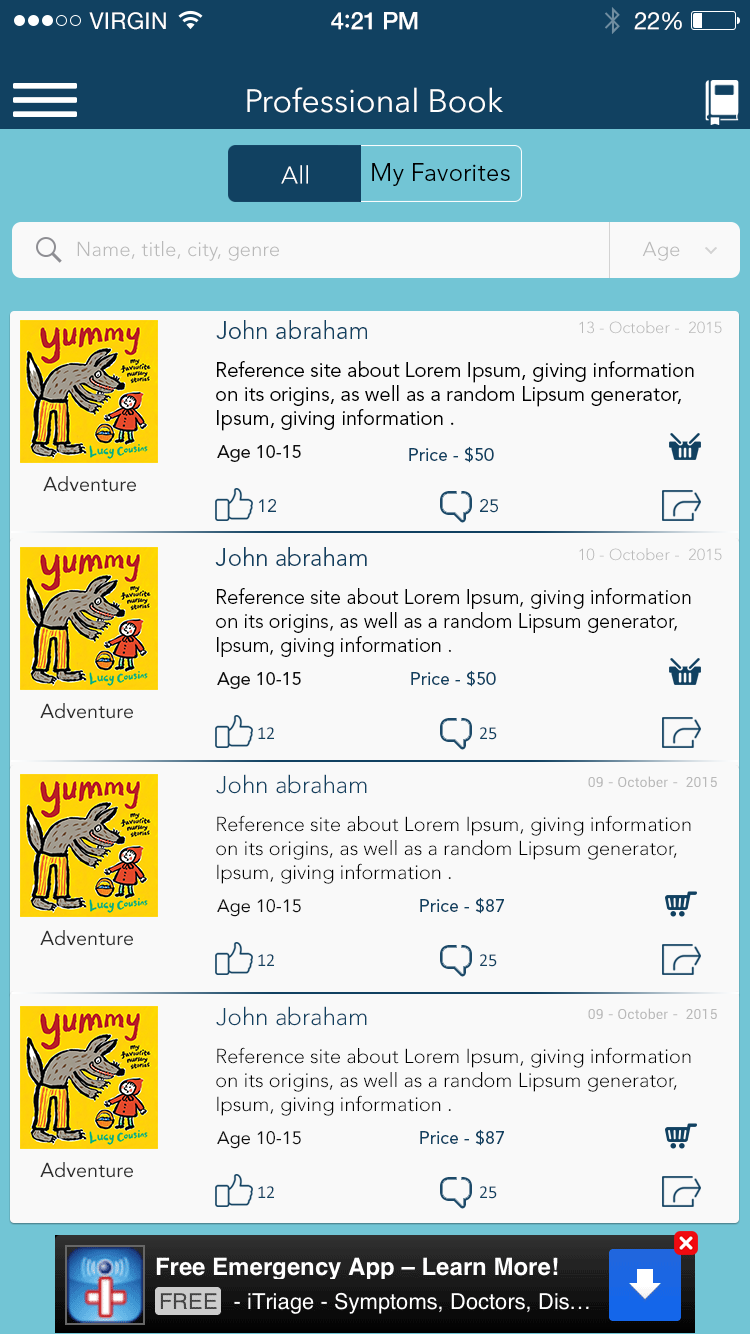 VIRGIN 4:21 PM 22%
Professional Book
All My Favorites
Name, title, city, genre Age
yummy
my
favourite
nursery
stories
Lucy Cousins
Adventure
John abraham 13 - October - 2015
Reference site about Lorem Ipsum, giving information
on its origins, as well as a random Lipsum generator,
Ipsum, giving information .
Age 10-15 Price - $50
12 25
yummy
my
favourite
nursery
stories
Lucy Cousins
Adventure
John abraham 10 - October - 2015
Reference site about Lorem Ipsum, giving information
on its origins, as well as a random Lipsum generator,
Ipsum, giving information .
Age 10-15 Price - $50
12 25
yummy
my
favourite
nursery
stories
Lucy Cousins
Adventure
John abraham 09 - October - 2015
Reference site about Lorem Ipsum, giving information
on its origins, as well as a random Lipsum generator,
Ipsum, giving information .
Age 10-15 Price - $87
12 25
yummy
my
favourite
nursery
stories
Lucy Cousins
Adventure
John abraham 09 - October - 2015
Reference site about Lorem Ipsum, giving information
on its origins, as well as a random Lipsum generator,
Ipsum, giving information .
Age 10-15 Price - $87
12 25
Free Emergency App – Learn More!
FREE - iTriage - Symptoms, Doctors, Dis...